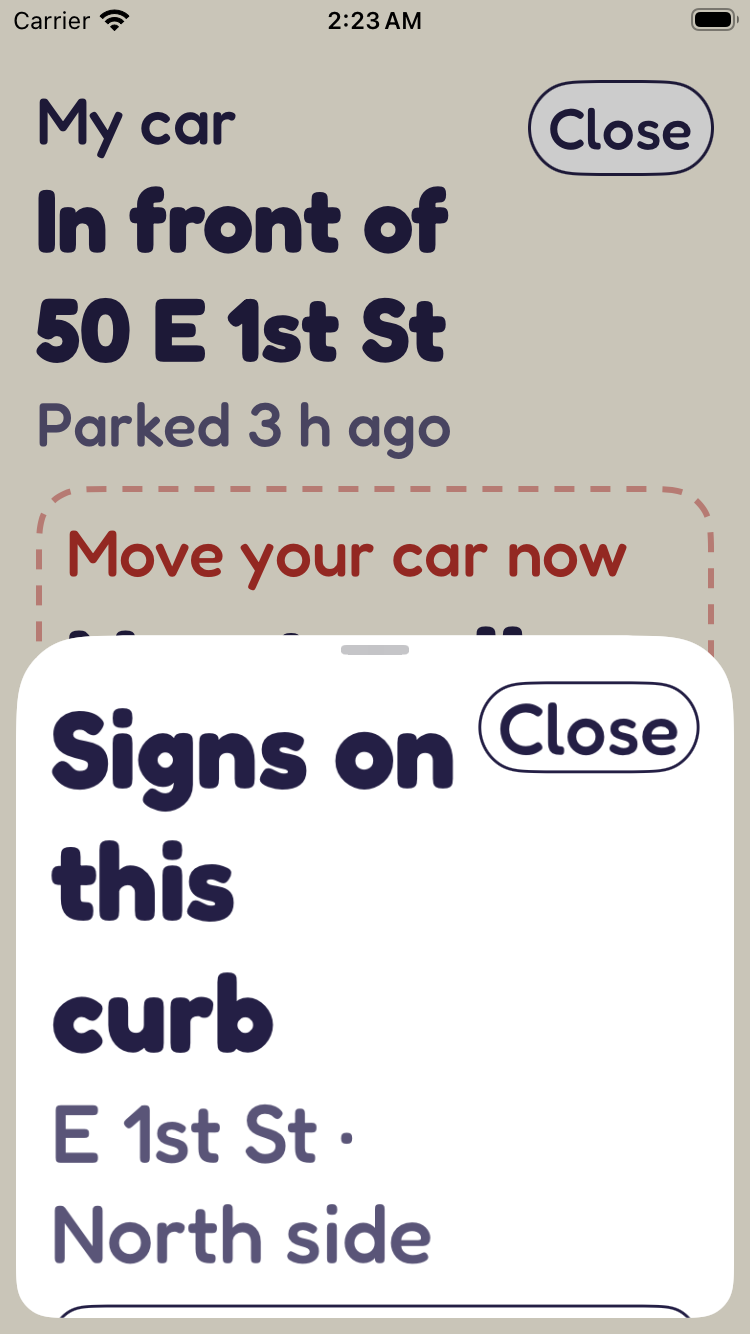 Carrier
2:23 AM
My car
Close
In front of
50 E 1st St
Parked 3 h ago
Move your car now
Signs on
Close
this
curb
E 1st St ·
North side